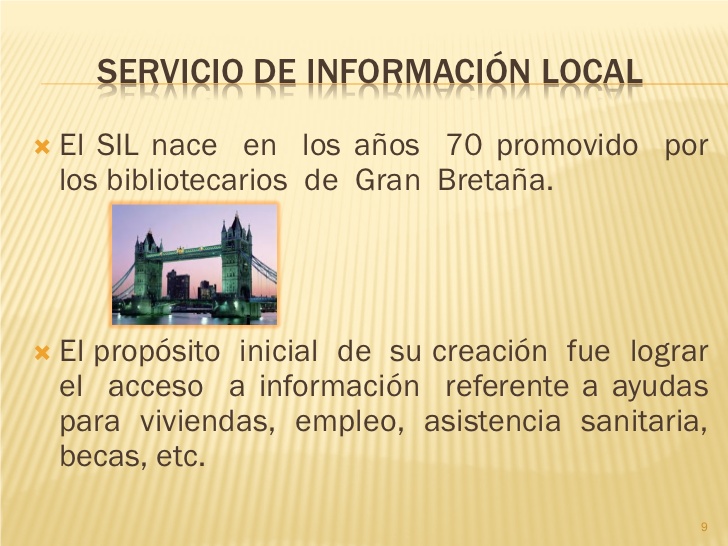 SERVICIO DE INFORMACIÓN LOCAL
El SIL nace en los años 70 promovido por
los bibliotecarios de Gran Bretaña.
El propósito inicial de su creación fue lograr
el acceso a información referente a ayudas
para viviendas, empleo, asistencia sanitaria,
becas, etc.
9